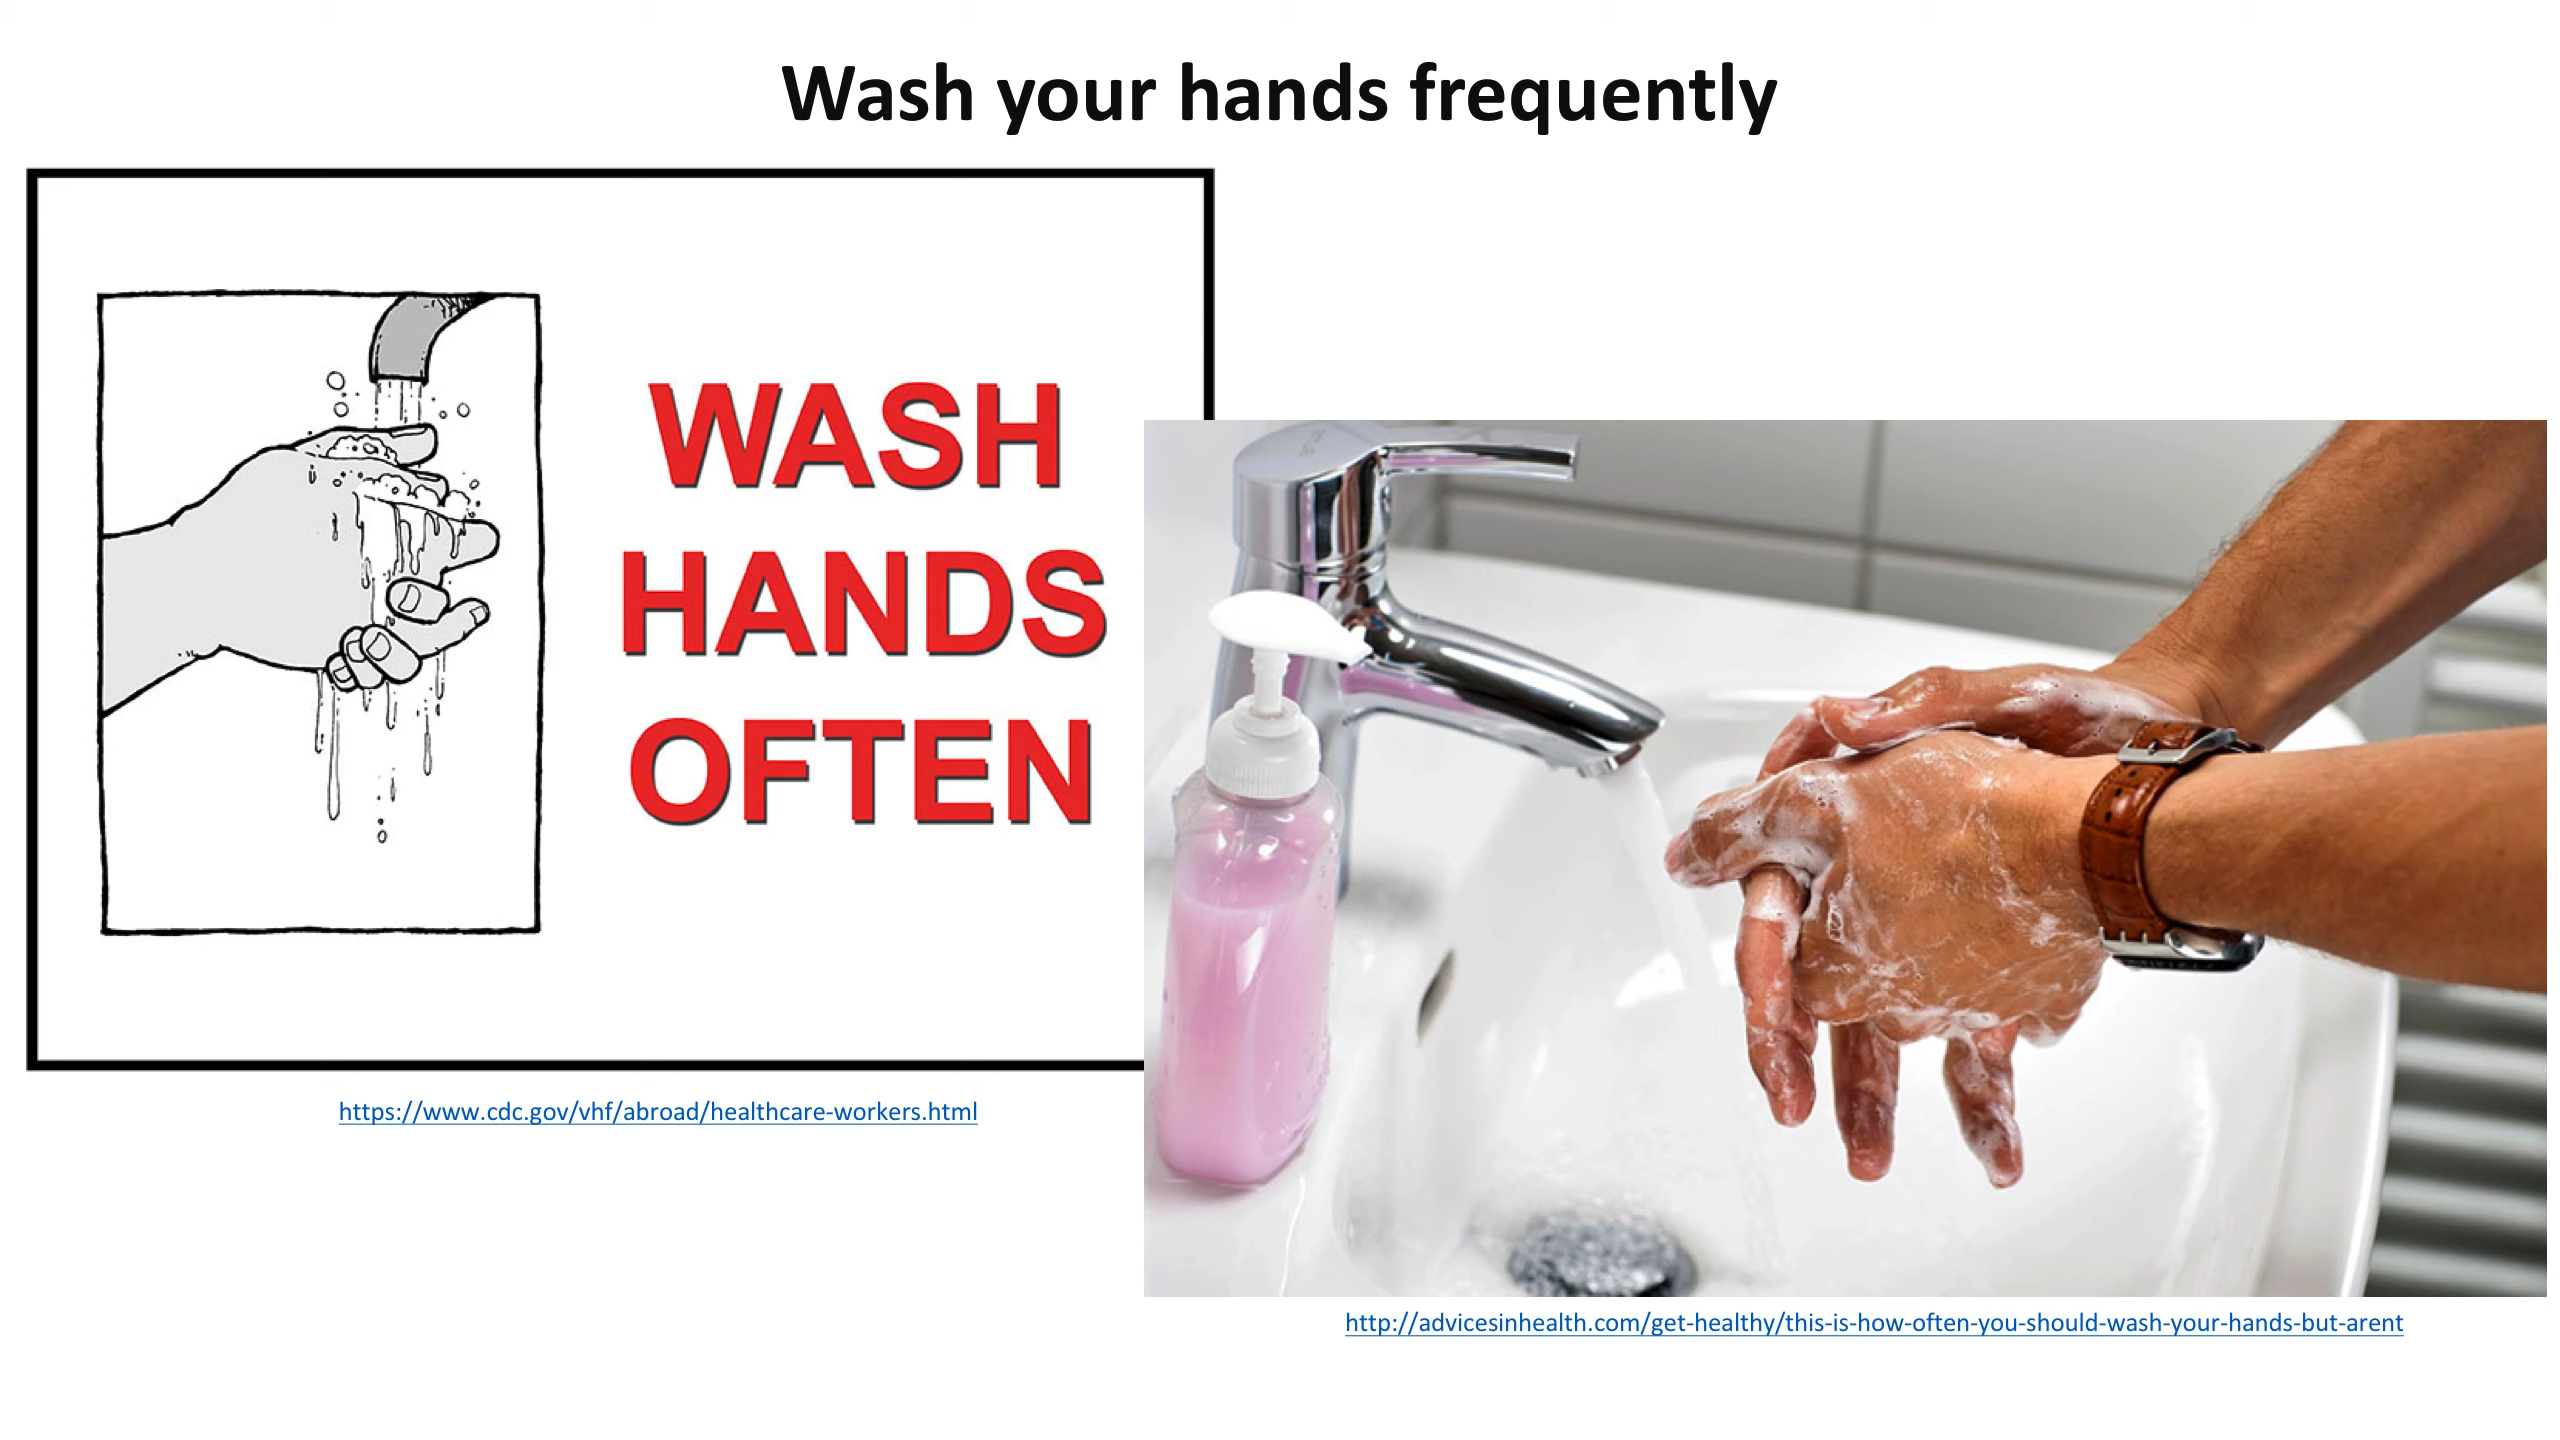 Wash your hands frequently
WASH
HANDS
OFTEN
https://www.cdc.gov/vhf/abroad/healthcare-workers.html
http://advicesinhealth.com/get-healthy/this-is-how-often-you-should-wash-your-hands-but-arent